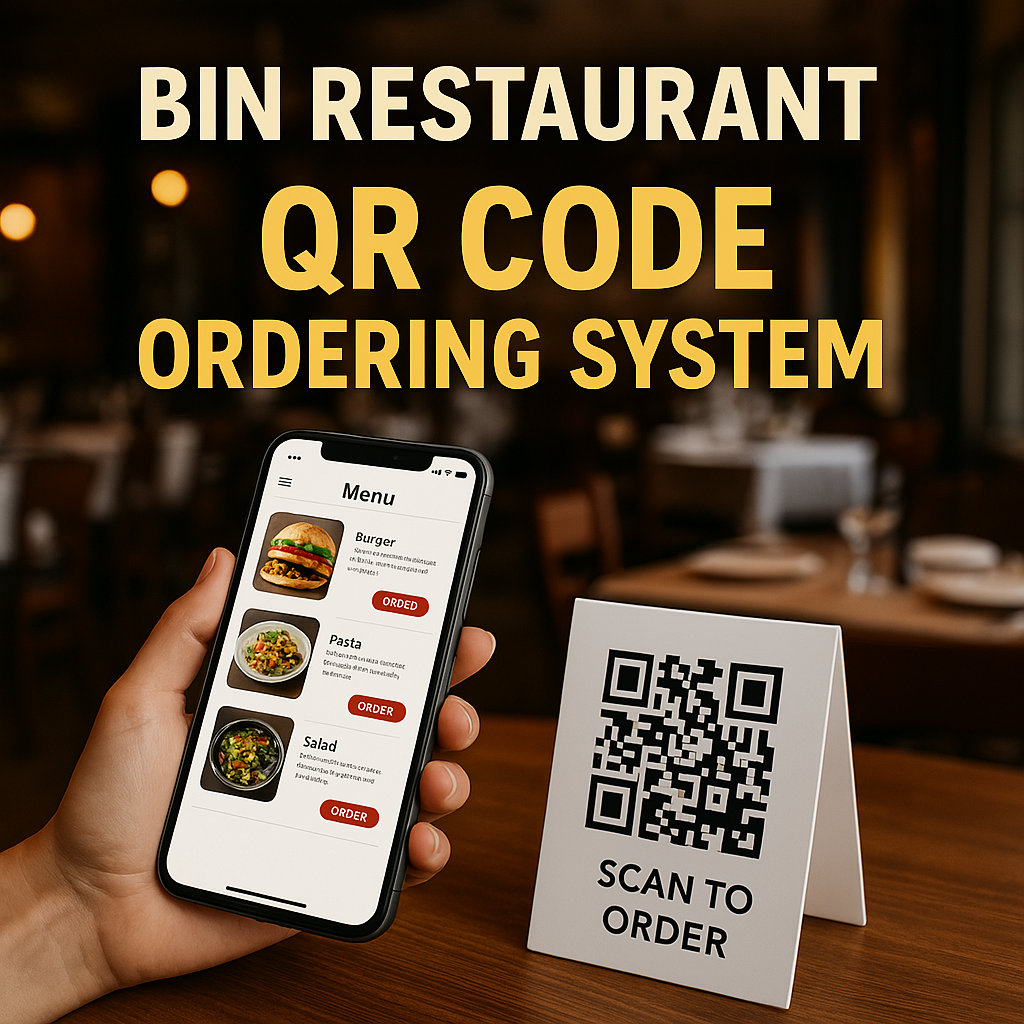 BIN RESTAURANT
QR CODE
ORDERING SYSTEM
Menu
Burger
ORDED
Pasta
ORDER
Salad
ORDER
SCAN TO
ORDER